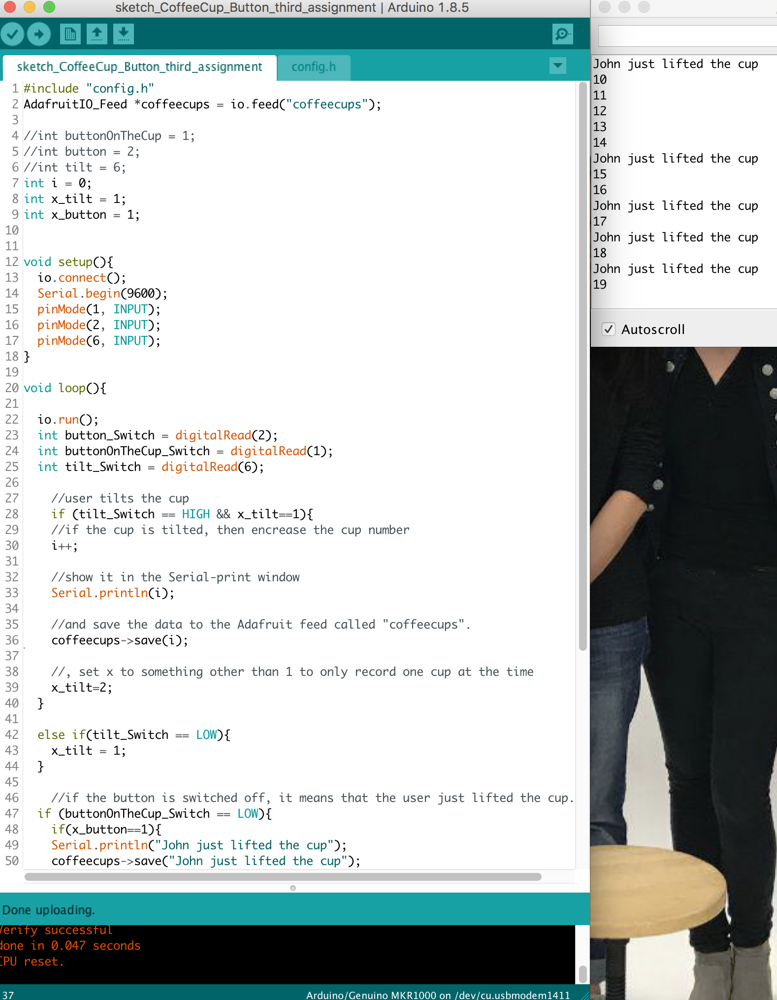 sketch_CoffeeCup_Button_third_assignment | Arduino 1.8.5
sketch_CoffeeCup_Button_third_assignment config.h
1 #include "config.h"
2 AdafruitIO_Feed *coffeecups = io.feed("coffeecups");
3
4 //int buttonOnTheCup = 1;
5 //int button = 2;
6 //int tilt = 6;
7 int i = 0;
8 int x_tilt = 1;
9 int x_button = 1;
10
11
12 void setup(){
13 io.connect();
14 Serial.begin(9600);
15 pinMode(1, INPUT);
16 pinMode(2, INPUT);
17 pinMode(6, INPUT);
18 }
19
20 void loop(){
21
22 io.run();
23 int button_Switch = digitalRead(2);
24 int buttonOnTheCup_Switch = digitalRead(1);
25 int tilt_Switch = digitalRead(6);
26
27 //user tilts the cup
28 if (tilt_Switch == HIGH && x_tilt==1){
29 //if the cup is tilted, then encrease the cup number
30 i++;
31
32 //show it in the Serial-print window
33 Serial.println(i);
34
35 //and save the data to the Adafruit feed called "coffeecups".
36 coffeecups->save(i);
37
38 //, set x to something other than 1 to only record one cup at the time
39 x_tilt=2;
40 }
41
42 else if(tilt_Switch == LOW){
43 x_tilt = 1;
44 }
45
46 //if the button is switched off, it means that the user just lifted the cup.
47 if (buttonOnTheCup_Switch == LOW){
48 if(x_button==1){
49 Serial.println("John just lifted the cup");
50 coffeecups->save("John just lifted the cup");
Done uploading.
Verify successful
done in 0.047 seconds
CPU reset.
37 Arduino/Genuino MKR1000 on /dev/cu.usbmodem1411
John just lifted the cup
10
11
12
13
14
John just lifted the cup
15
16
John just lifted the cup
17
John just lifted the cup
18
John just lifted the cup
19
Autoscroll